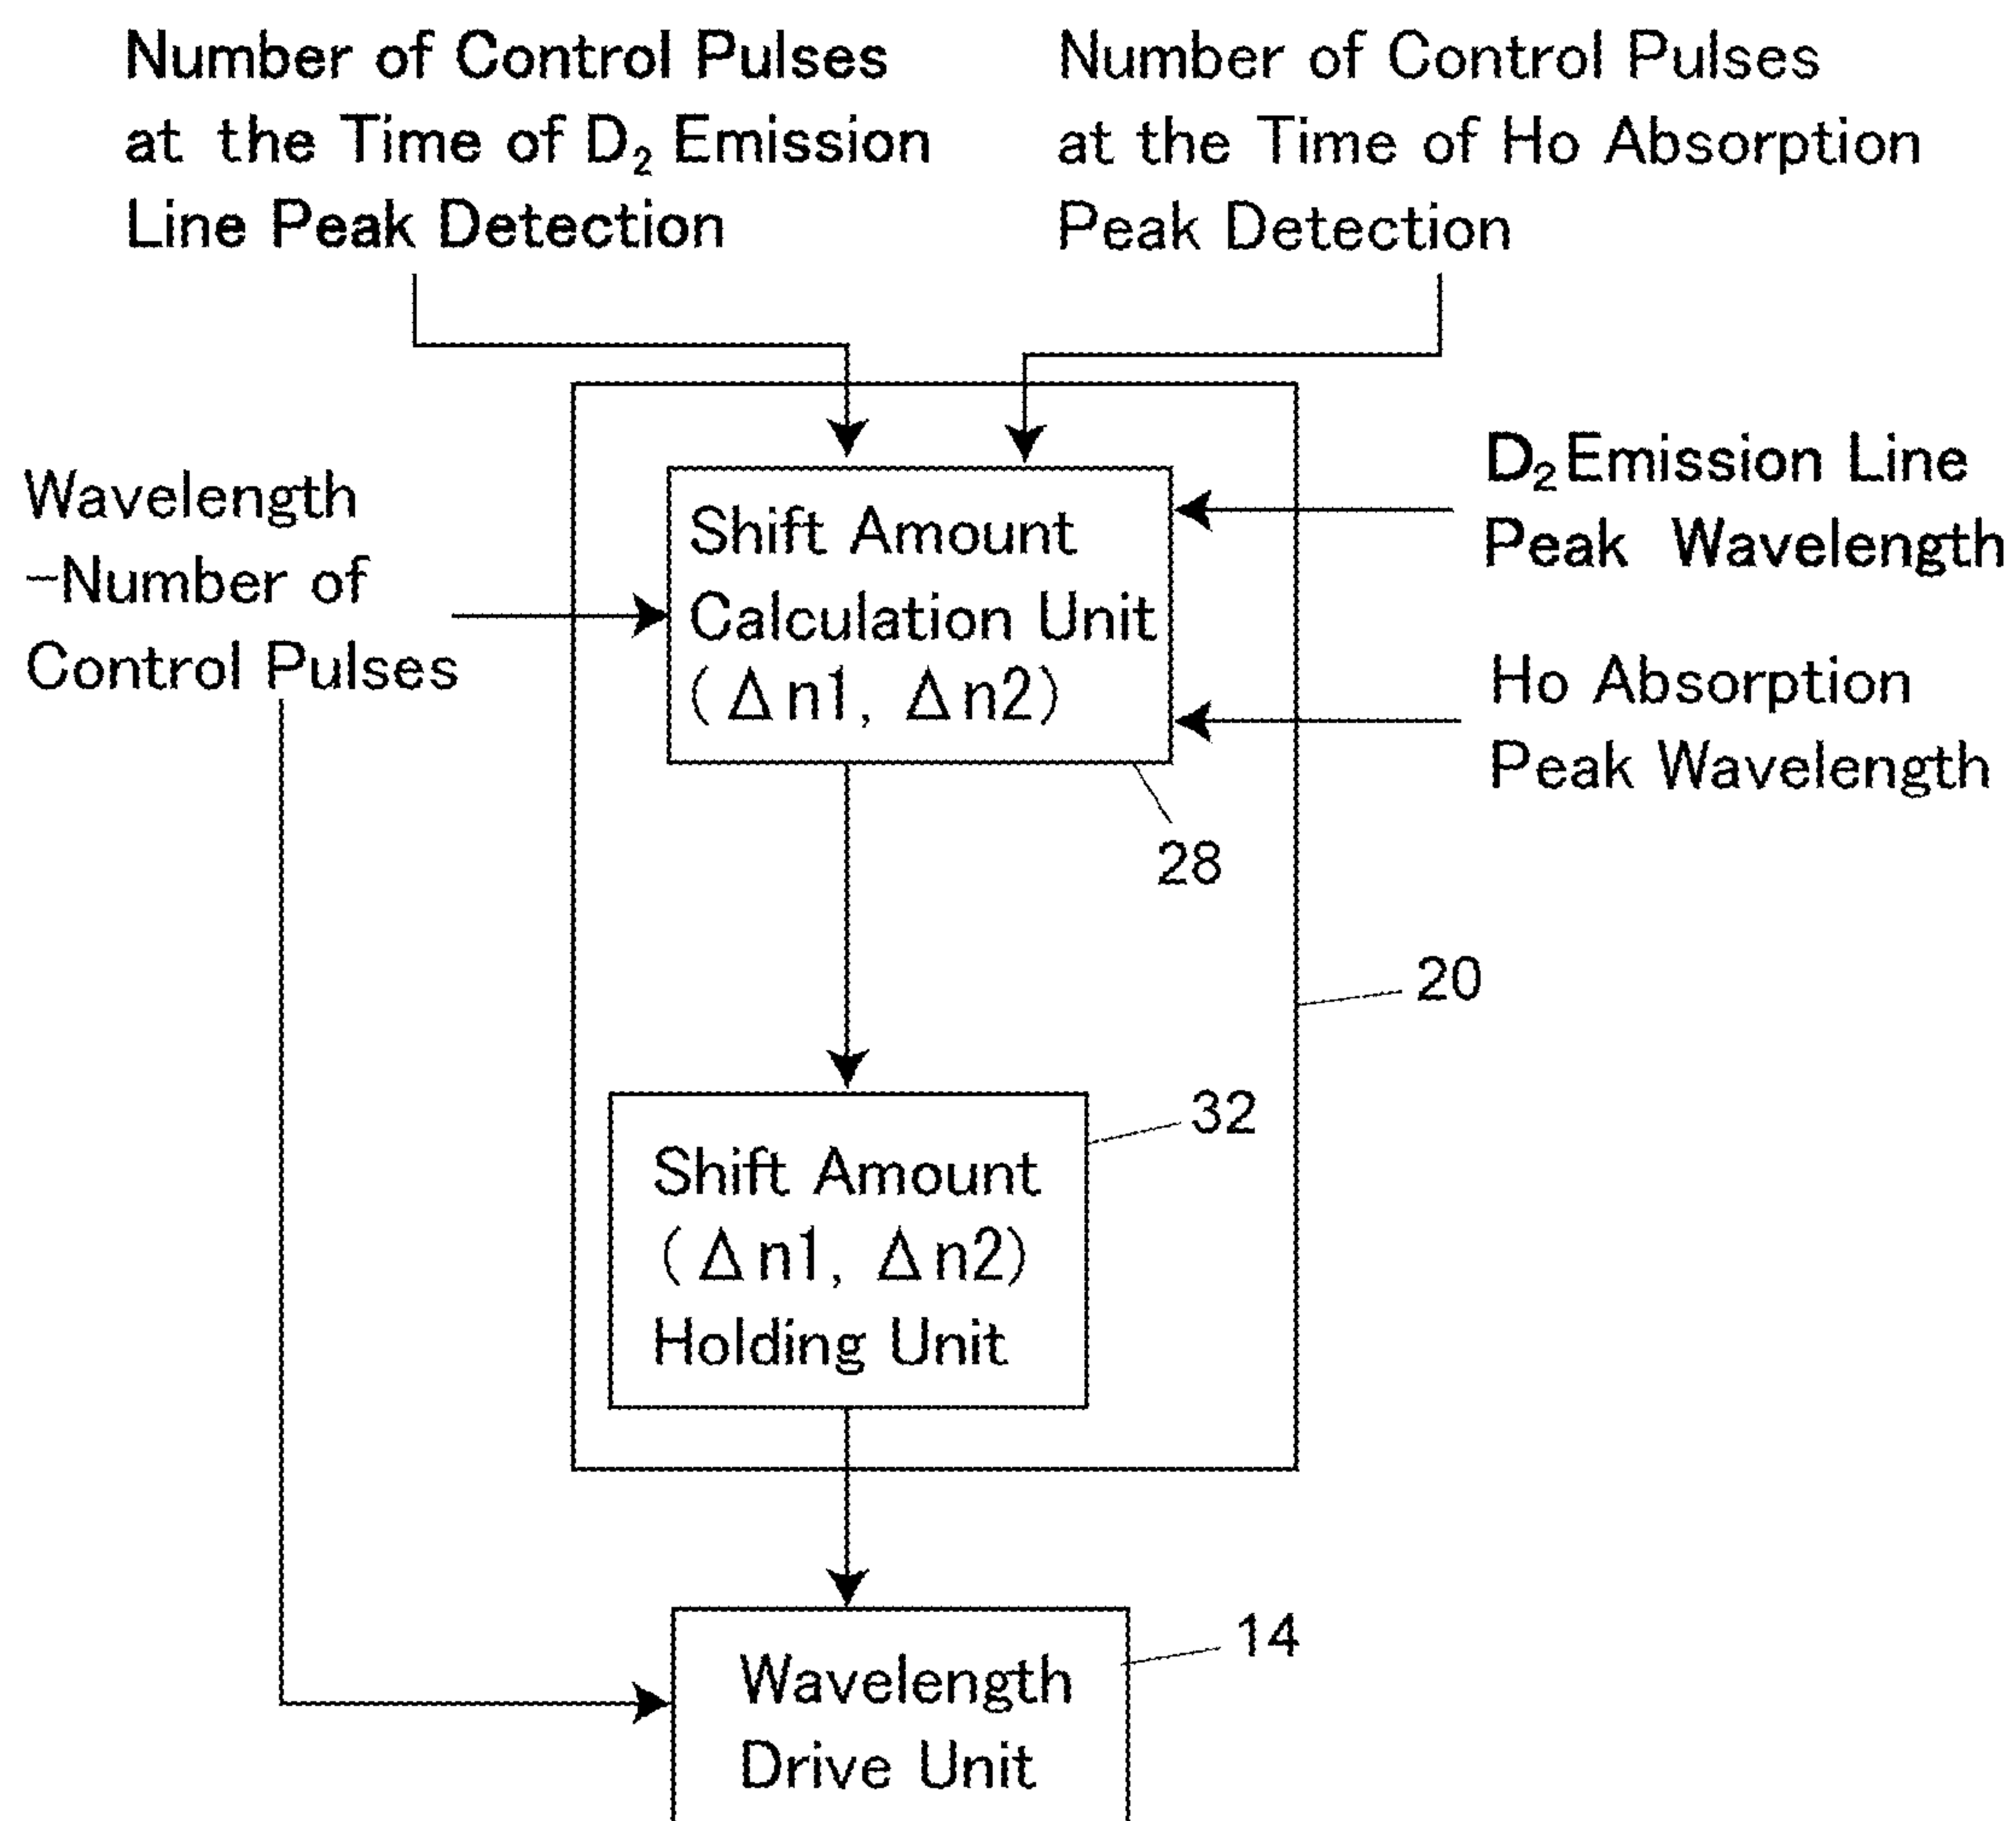 Number of Control Pulses
at the Time of D₂ Emission
Line Peak Detection
Number of Control Pulses
at the Time of Ho Absorption
Peak Detection
Wavelength
-Number of
Control Pulses
Shift Amount
Calculation Unit
(Δn1, Δn2)
D₂ Emission Line
Peak Wavelength
Ho Absorption
Peak Wavelength
28
20
32
Shift Amount
(Δn1, Δn2)
Holding Unit
14
Wavelength
Drive Unit